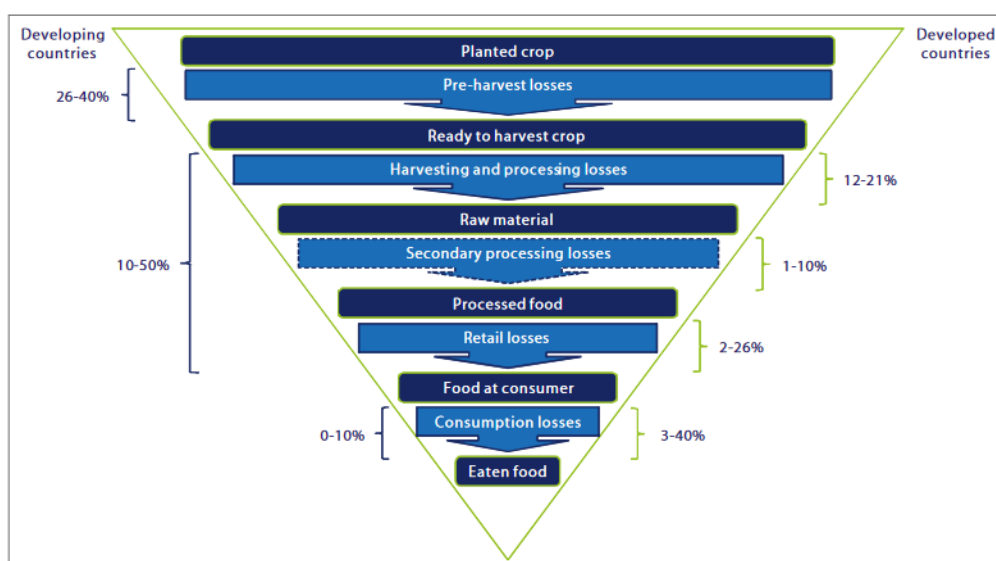 Developing
countries
Developed
countries
Planted crop
Pre-harvest losses
26-40%
Ready to harvest crop
Harvesting and processing losses
12-21%
Raw material
Secondary processing losses
10-50%
1-10%
Processed food
Retail losses
2-26%
Food at consumer
Consumption losses
0-10%
3-40%
Eaten food